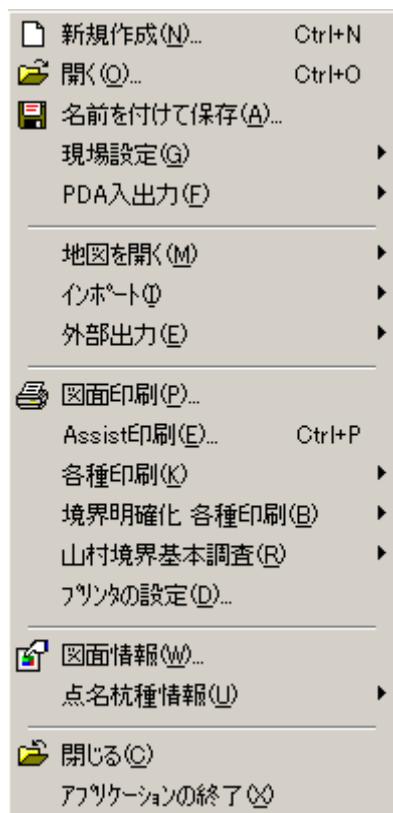 新規作成(N)... Ctrl+N
開く(O)... Ctrl+O
名前を付けて保存(A)...
現場設定(G)
PDA入出力(F)
地図を開く(M)
ｲﾝﾎﾟｰﾄ(I)
外部出力(E)
図面印刷(P)...
Assist印刷(E)... Ctrl+P
各種印刷(K)
境界明確化 各種印刷(B)
山村境界基本調査(R)
ﾌﾟﾘﾝﾀの設定(D)...
図面情報(W)...
点名杭種情報(U)
閉じる(C)
ｱﾌﾟﾘｹｰｼｮﾝの終了(X)